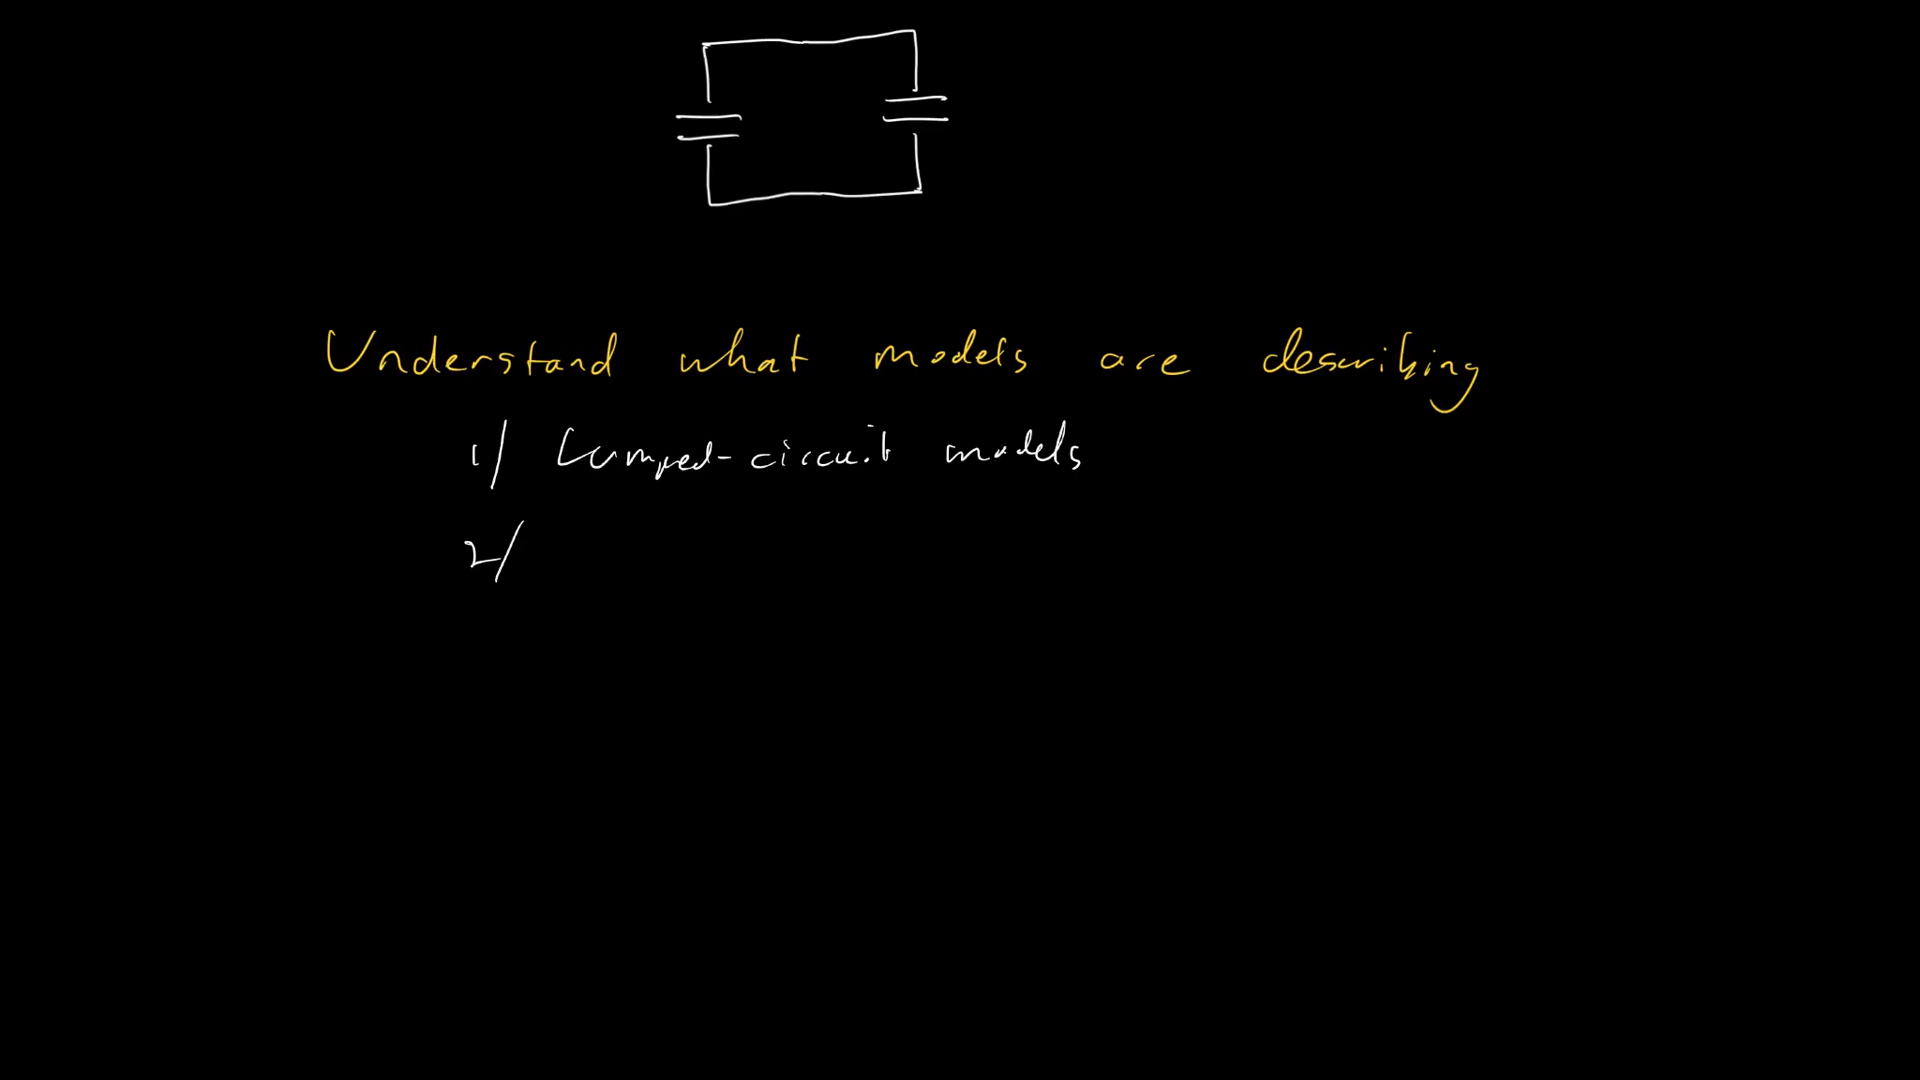 Understand what models are describing
1/ Lumped-circuit models
2/